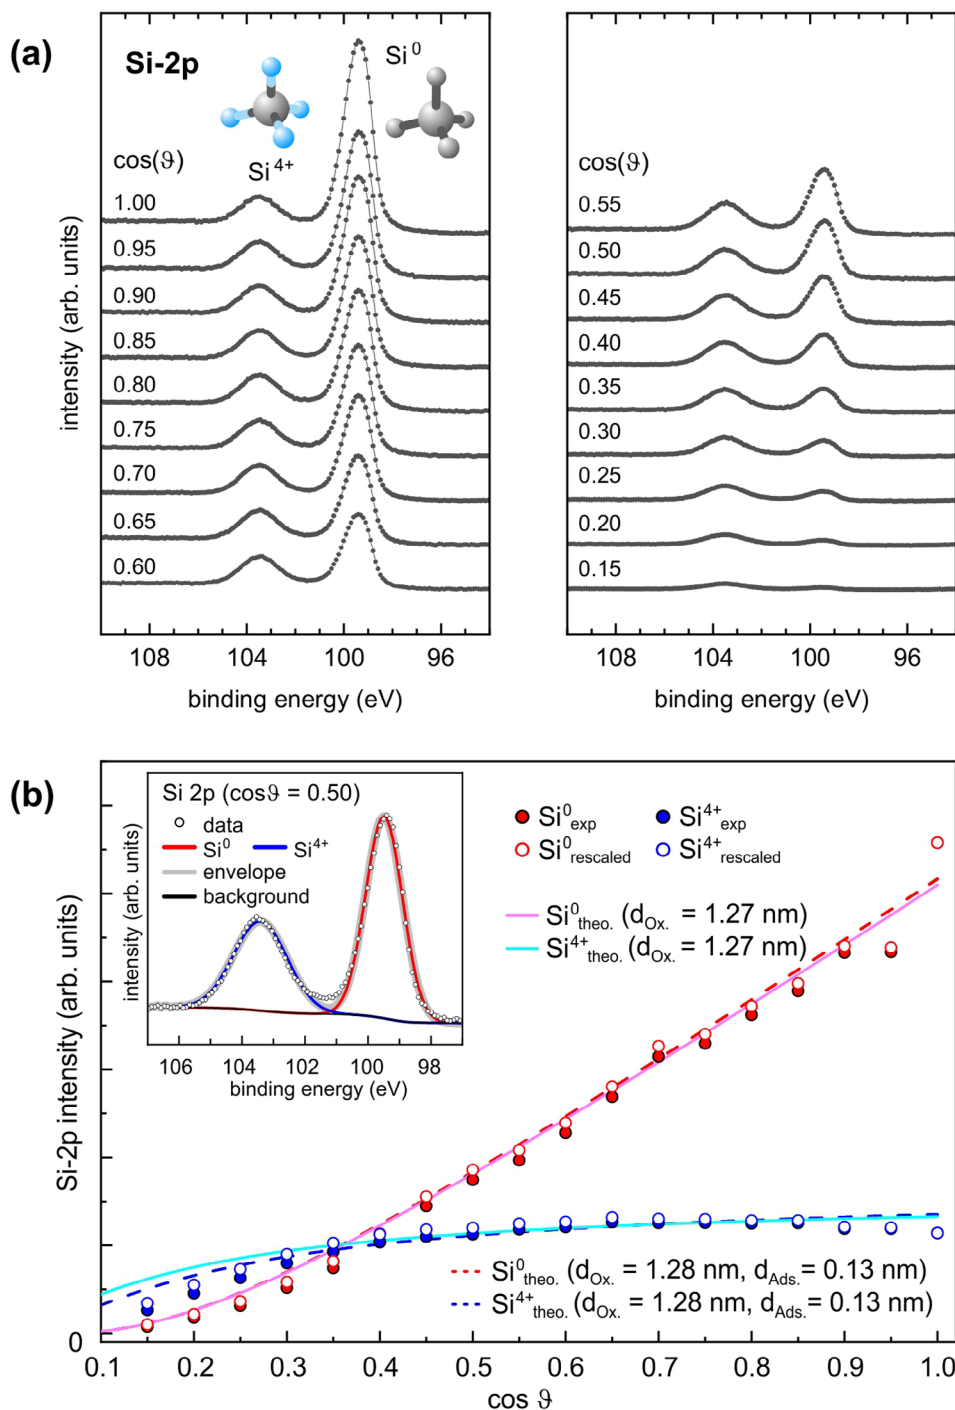 (a)
Si-2p
Si⁰
Si⁴⁺
cos(ϑ)
1.00
0.95
0.90
0.85
0.80
0.75
0.70
0.65
0.60
intensity (arb. units)
108 104 100 96
binding energy (eV)
0.55
0.50
0.45
0.40
0.35
0.30
0.25
0.20
0.15
108 104 100 96
binding energy (eV)
(b)
Si 2p (cosϑ = 0.50)
data
Si⁰ Si⁴⁺
envelope
background
intensity (arb. units)
106 104 102 100 98
binding energy (eV)
Si⁰exp Si⁴⁺exp
Si⁰rescaled Si⁴⁺rescaled
Si⁰theo. (dOx. = 1.27 nm)
Si⁴⁺theo. (dOx. = 1.27 nm)
Si⁰theo. (dOx. = 1.28 nm, dAds. = 0.13 nm)
Si⁴⁺theo. (dOx. = 1.28 nm, dAds. = 0.13 nm)
Si-2p intensity (arb. units)
0
0.1 0.2 0.3 0.4 0.5 0.6 0.7 0.8 0.9 1.0
cos ϑ